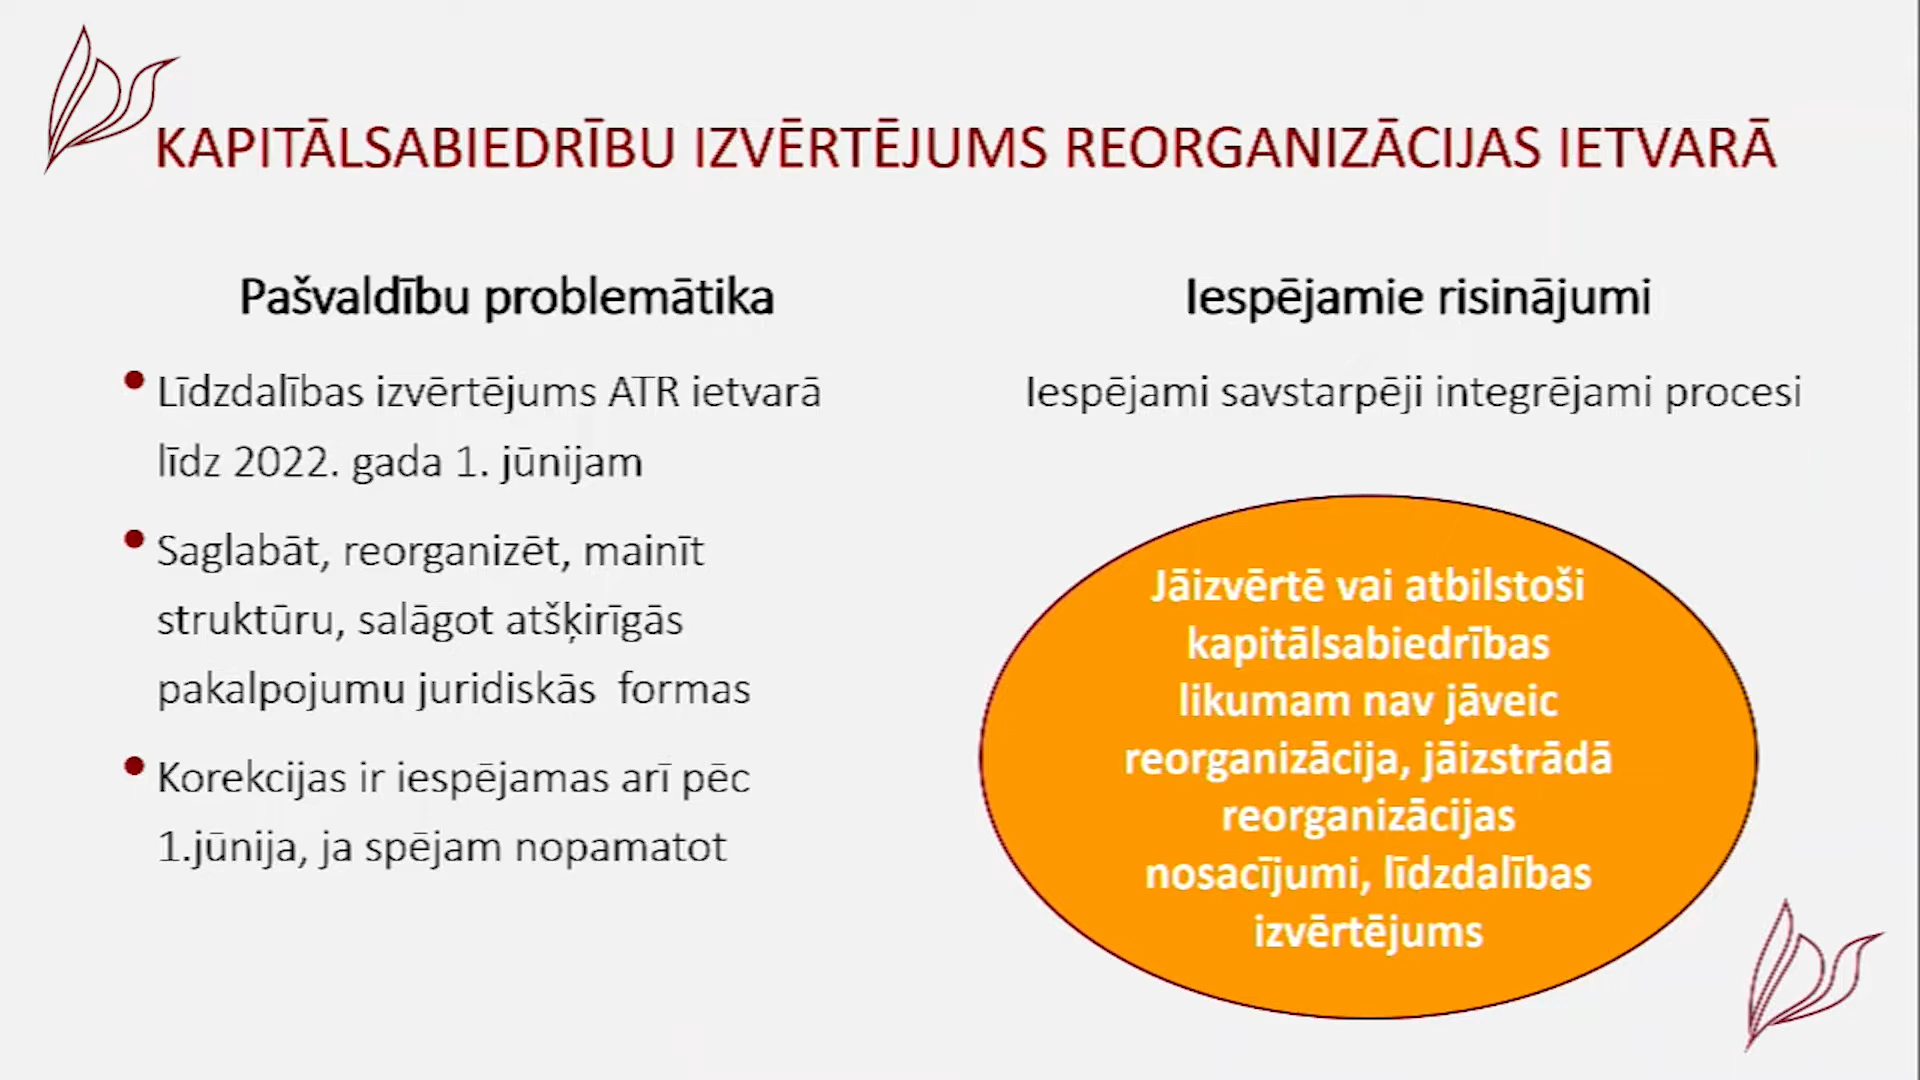 KAPITĀLSABIEDRĪBU IZVĒRTĒJUMS REORGANIZĀCIJAS IETVARĀ
Pašvaldību problemātika
• Līdzdalības izvērtējums ATR ietvarā
līdz 2022. gada 1. jūnijam
• Saglabāt, reorganizēt, mainīt
struktūru, salāgot atšķirīgās
pakalpojumu juridiskās formas
• Korekcijas ir iespējamas arī pēc
1.jūnija, ja spējam nopamatot
Iespējamie risinājumi
Iespējami savstarpēji integrējami procesi
Jāizvērtē vai atbilstoši
kapitālsabiedrības
likumam nav jāveic
reorganizācija, jāizstrādā
reorganizācijas
nosacījumi, līdzdalības
izvērtējums